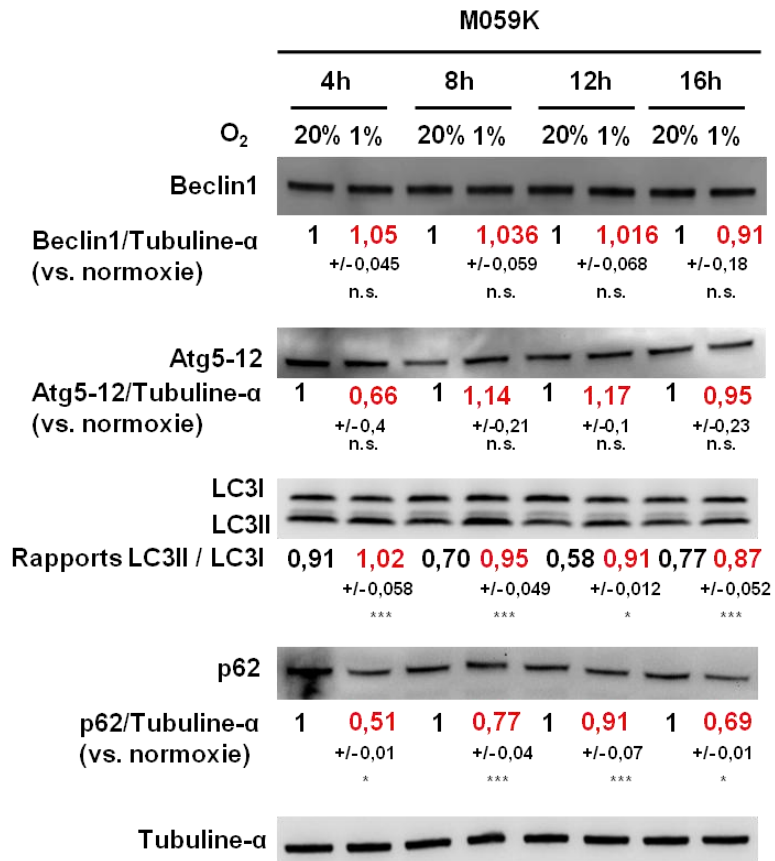 M059K
4h 8h 12h 16h
O2 20% 1% 20% 1% 20% 1% 20% 1%
Beclin1
Beclin1/Tubuline-α 1 1,05 1 1,036 1 1,016 1 0,91
(vs. normoxie) +/-0,045 +/-0,059 +/-0,068 +/-0,18
n.s. n.s. n.s. n.s.
Atg5-12
Atg5-12/Tubuline-α 1 0,66 1 1,14 1 1,17 1 0,95
(vs. normoxie) +/-0,4 +/-0,21 +/-0,1 +/-0,23
n.s. n.s. n.s. n.s.
LC3I
LC3II
Rapports LC3II / LC3I 0,91 1,02 0,70 0,95 0,58 0,91 0,77 0,87
+/-0,058 +/-0,049 +/-0,012 +/-0,052
*** *** * ***
p62
p62/Tubuline-α 1 0,51 1 0,77 1 0,91 1 0,69
(vs. normoxie) +/-0,01 +/-0,04 +/-0,07 +/-0,01
* *** *** *
Tubuline-α